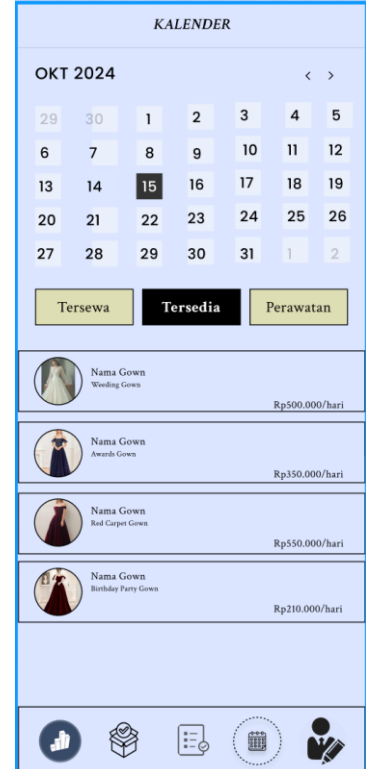 KALENDER
OKT 2024 < >
29 30 1 2 3 4 5
6 7 8 9 10 11 12
13 14 15 16 17 18 19
20 21 22 23 24 25 26
27 28 29 30 31 1 2
Tersewa Tersedia Perawatan
Nama Gown
Weeding Gown
Rp500.000/hari
Nama Gown
Awards Gown
Rp350.000/hari
Nama Gown
Red Carpet Gown
Rp550.000/hari
Nama Gown
Birthday Party Gown
Rp210.000/hari